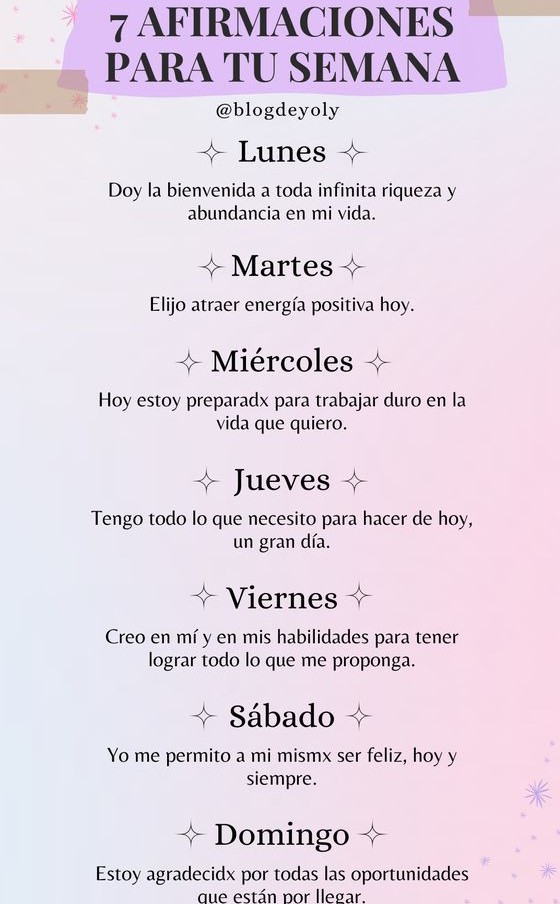 7 AFIRMACIONES
PARA TU SEMANA
@blogdeyoly
Lunes
Doy la bienvenida a toda infinita riqueza y
abundancia en mi vida.
Martes
Elijo atraer energía positiva hoy.
Miércoles
Hoy estoy preparadx para trabajar duro en la
vida que quiero.
Jueves
Tengo todo lo que necesito para hacer de hoy,
un gran día.
Viernes
Creo en mí y en mis habilidades para tener
lograr todo lo que me proponga.
Sábado
Yo me permito a mi mismx ser feliz, hoy y
siempre.
Domingo
Estoy agradecidx por todas las oportunidades
que están por llegar.